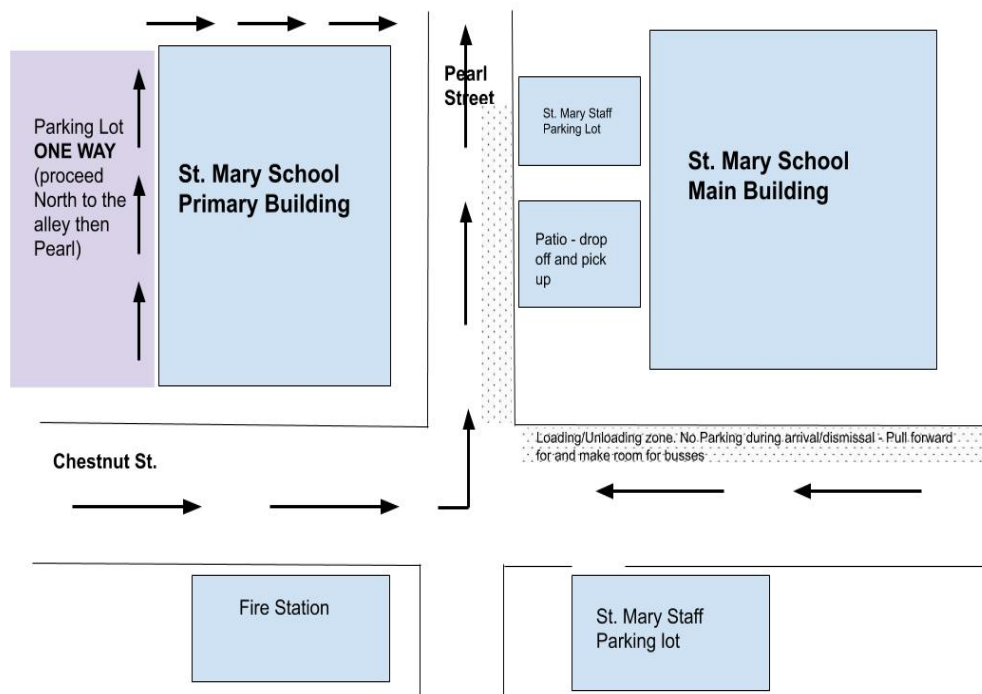 Parking Lot
ONE WAY
(proceed
North to the
alley then
Pearl)
St. Mary School
Primary Building
Pearl
Street
St. Mary Staff
Parking Lot
St. Mary School
Main Building
Patio - drop
off and pick
up
Loading/Unloading zone. No Parking during arrival/dismissal - Pull forward
for and make room for busses
Chestnut St.
Fire Station
St. Mary Staff
Parking lot